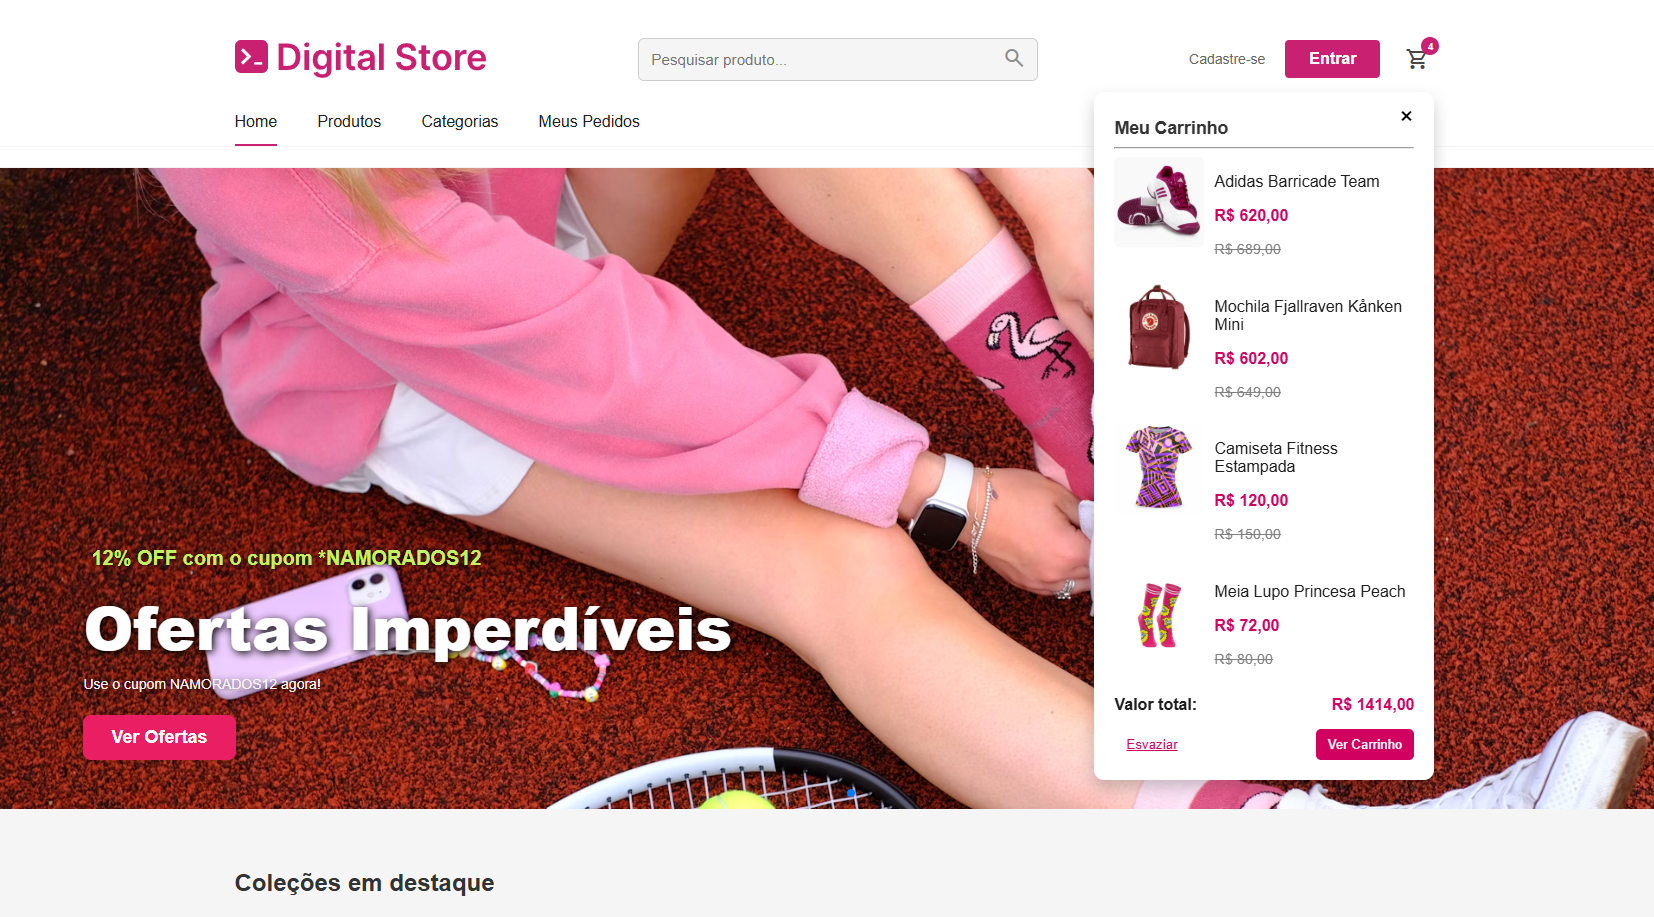 Digital Store
Pesquisar produto...
Cadastre-se
Entrar
4
Home
Produtos
Categorias
Meus Pedidos
Meu Carrinho
Adidas Barricade Team
R$ 620,00
R$ 689,00
Mochila Fjallraven Kånken
Mini
R$ 602,00
R$ 649,00
Camiseta Fitness
Estampada
R$ 120,00
R$ 150,00
Meia Lupo Princesa Peach
R$ 72,00
R$ 80,00
Valor total:
R$ 1414,00
Esvaziar
Ver Carrinho
12% OFF com o cupom *NAMORADOS12
Ofertas Imperdíveis
Use o cupom NAMORADOS12 agora!
Ver Ofertas
Coleções em destaque